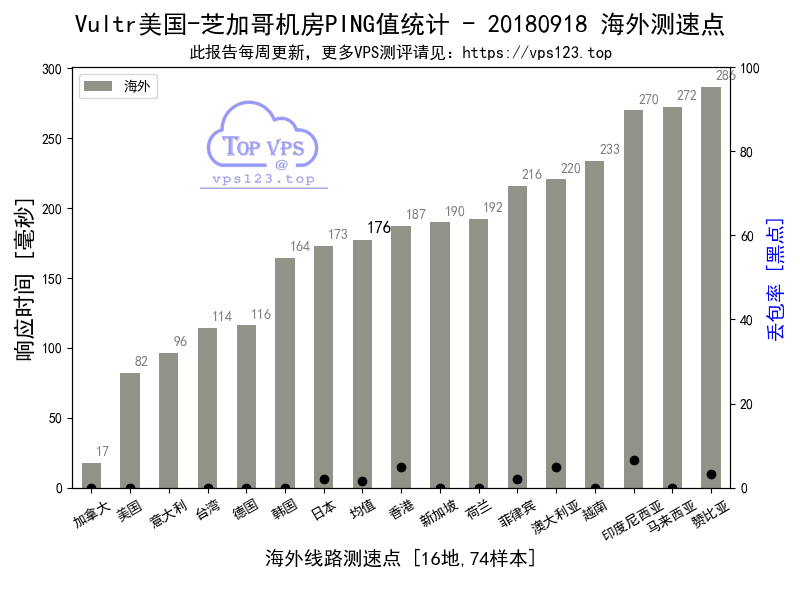 Vultr美国-芝加哥机房PING值统计 - 20180918 海外测速点
此报告每周更新，更多VPS测评请见：https://vps123.top
海外
TOP VPS
@
vps123.top
响应时间 [毫秒]
300
250
200
150
100
50
0
17
82
96
114
116
164
173
176
187
190
192
216
220
233
270
272
286
100
80
60
40
20
0
丢包率 [黑点]
加拿大
美国
意大利
台湾
德国
韩国
日本
均值
香港
新加坡
荷兰
菲律宾
澳大利亚
越南
印度尼西亚
马来西亚
赞比亚
海外线路测速点 [16地,74样本]